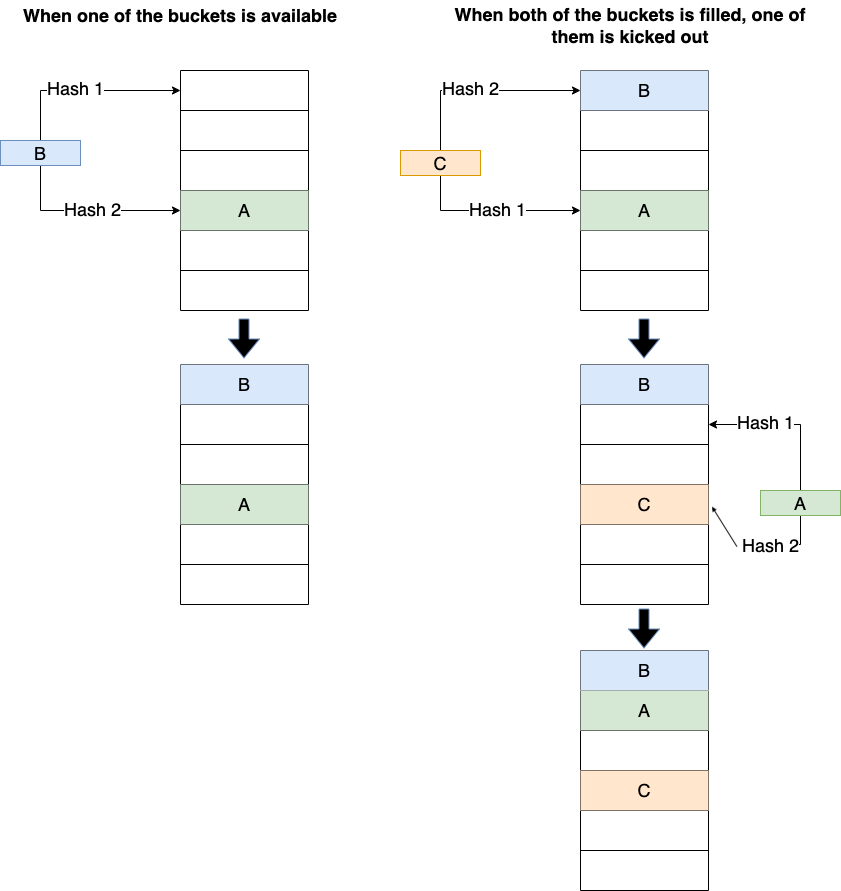 When one of the buckets is available
Hash 1
B
Hash 2
A
B
A
When both of the buckets is filled, one of
them is kicked out
Hash 2
B
C
Hash 1
A
B
Hash 1
C
A
Hash 2
B
A
C